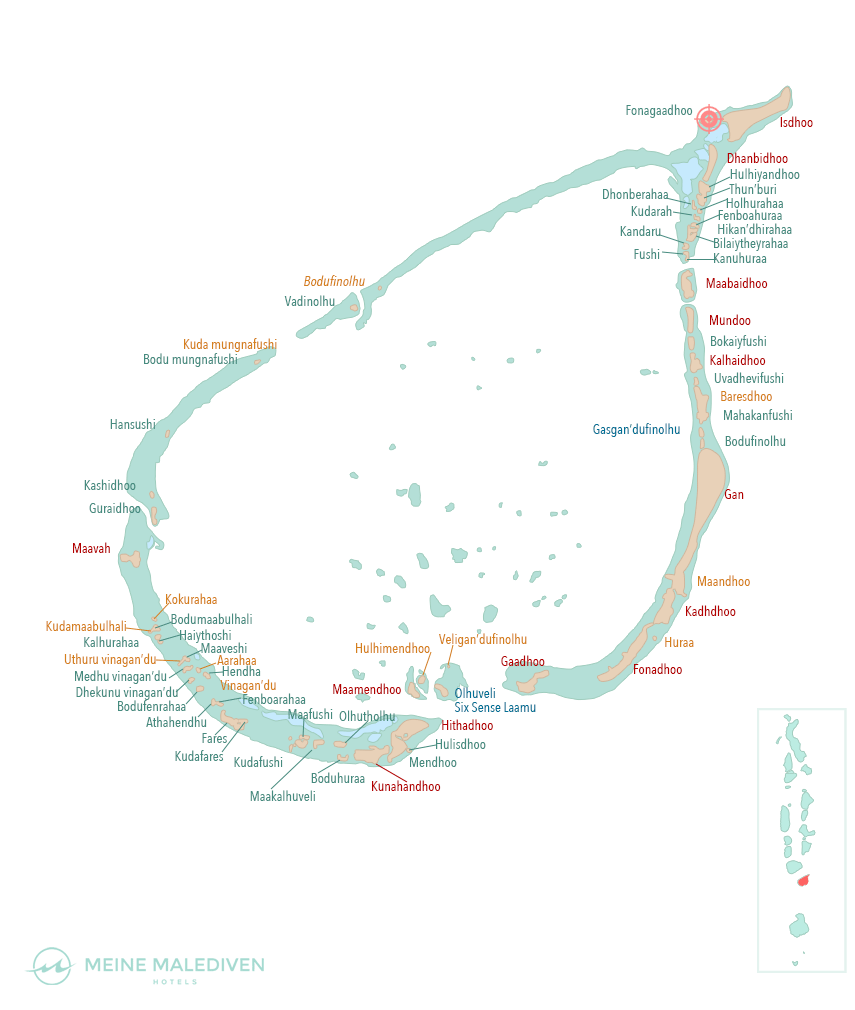 Fonagaadhoo
Isdhoo
Dhanbidhoo
Hulhiyandhoo
Thun'buri
Dhonberahaa
Holhurahaa
Kudarah
Fenboahuraa
Kandaru
Hikan'dhirahaa
Bilaiytheyrahaa
Fushi
Kanuhuraa
Bodufinolhu
Maabaidhoo
Vadinolhu
Mundoo
Kuda mungnafushi
Bokaiyfushi
Bodu mungnafushi
Kalhaidhoo
Uvadhevifushi
Baresdhoo
Mahakanfushi
Hansushi
Gasgan'dufinolhu
Bodufinolhu
Kashidhoo
Gan
Guraidhoo
Maavah
Maandhoo
Kokurahaa
Kadhdhoo
Bodumaabulhali
Kudamaabulhali
Haiythoshi
Kalhurahaa
Maaveshi
Veligan'dufinolhu
Huraa
Hulhimendhoo
Uthuru vinagan'du
Aarahaa
Gaadhoo
Hendha
Fonadhoo
Medhu vinagan'du
Vinagan'du
Maamendhoo
Dhekunu vinagan'du
Olhuveli
Six Sense Laamu
Fenboarahaa
Bodufenrahaa
Maafushi
Olhutholhu
Athahendhu
Hithadhoo
Fares
Hulisdhoo
Kudafares
Kudafushi
Mendhoo
Boduhuraa
Kunahandhoo
Maakalhuveli
MEINE MALEDIVEN
HOTELS